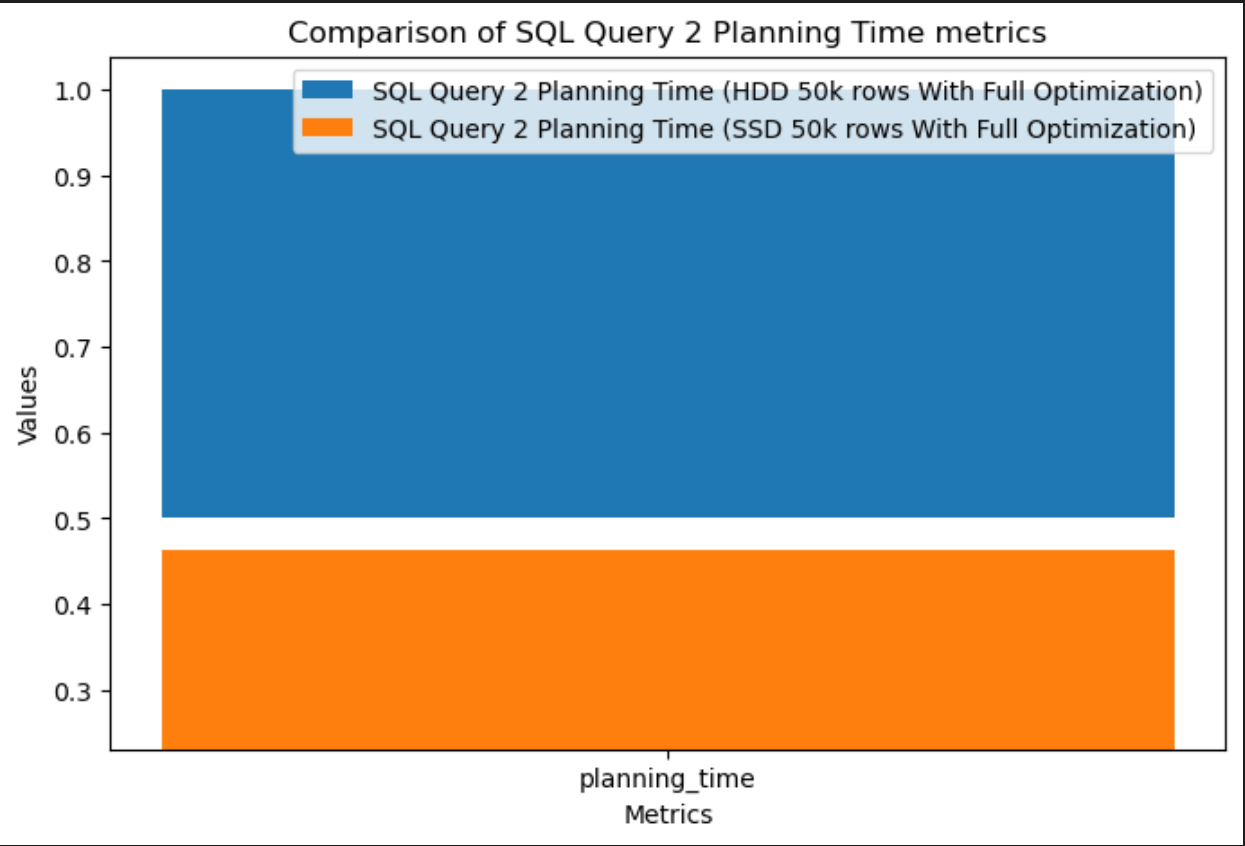 Comparison of SQL Query 2 Planning Time metrics
SQL Query 2 Planning Time (HDD 50k rows With Full Optimization)
SQL Query 2 Planning Time (SSD 50k rows With Full Optimization)
1.0
0.9
0.8
0.7
0.6
0.5
0.4
0.3
Values
planning_time
Metrics